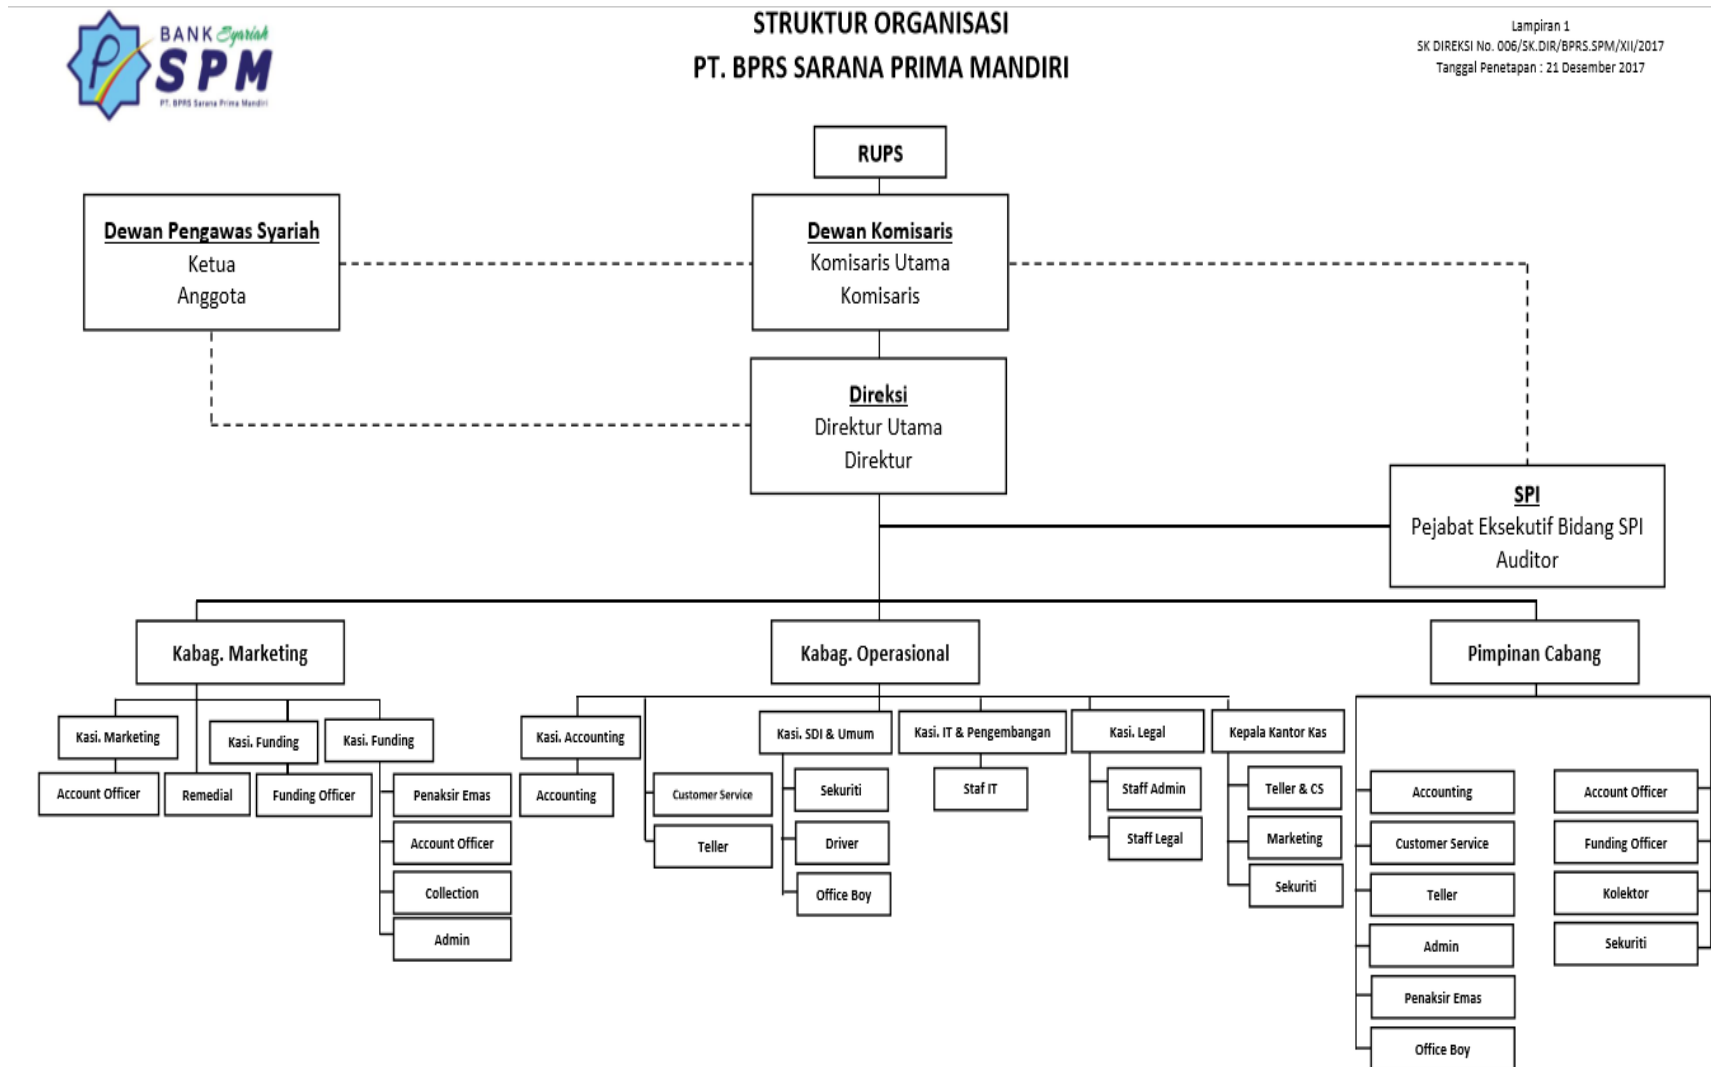 BANK Syariah
SPM
PT. BPRS Sarana Prima Mandiri
STRUKTUR ORGANISASI
PT. BPRS SARANA PRIMA MANDIRI
Lampiran 1
SK DIREKSI No. 006/SK.DIR/BPRS.SPM/XII/2017
Tanggal Penetapan : 21 Desember 2017
RUPS
Dewan Pengawas Syariah
Ketua
Anggota
Dewan Komisaris
Komisaris Utama
Komisaris
Direksi
Direktur Utama
Direktur
SPI
Pejabat Eksekutif Bidang SPI
Auditor
Kabag. Marketing
Kabag. Operasional
Pimpinan Cabang
Kasi. Marketing
Kasi. Funding
Kasi. Funding
Account Officer
Remedial
Funding Officer
Penaksir Emas
Account Officer
Collection
Admin
Kasi. Accounting
Accounting
Customer Service
Teller
Kasi. SDI & Umum
Sekuriti
Driver
Office Boy
Kasi. IT & Pengembangan
Staf IT
Kasi. Legal
Staff Admin
Staff Legal
Kepala Kantor Kas
Teller & CS
Marketing
Sekuriti
Accounting
Customer Service
Teller
Admin
Penaksir Emas
Office Boy
Account Officer
Funding Officer
Kolektor
Sekuriti